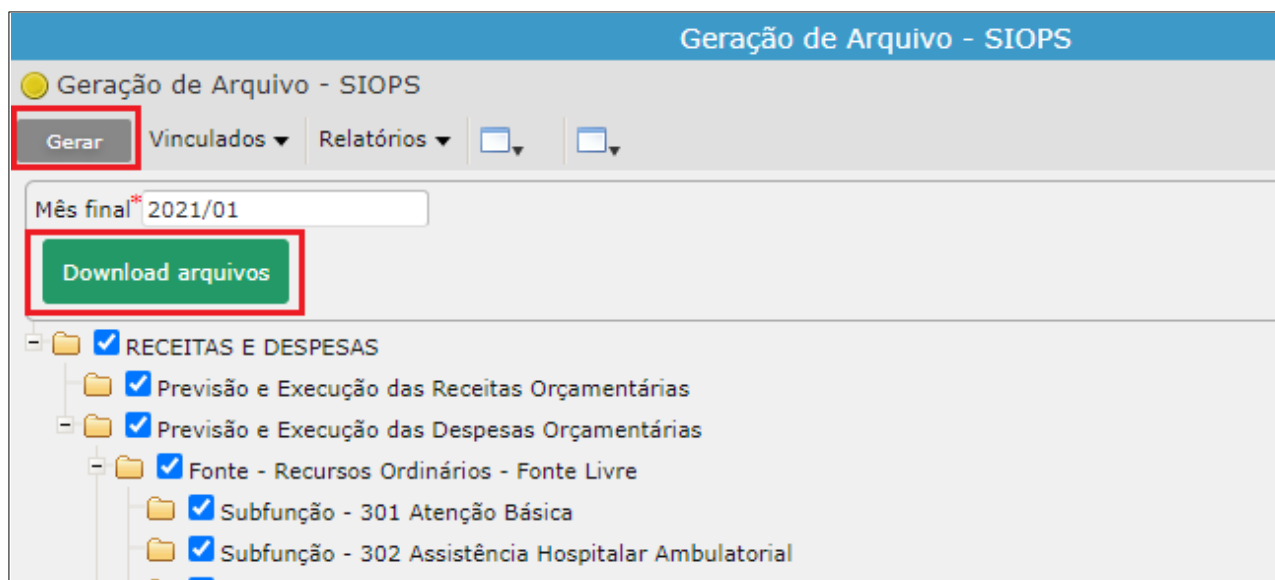 Geração de Arquivo - SIOPS
Geração de Arquivo - SIOPS
Gerar Vinculados Relatórios
Mês final* 2021/01
Download arquivos
RECEITAS E DESPESAS
Previsão e Execução das Receitas Orçamentárias
Previsão e Execução das Despesas Orçamentárias
Fonte - Recursos Ordinários - Fonte Livre
Subfunção - 301 Atenção Básica
Subfunção - 302 Assistência Hospitalar Ambulatorial